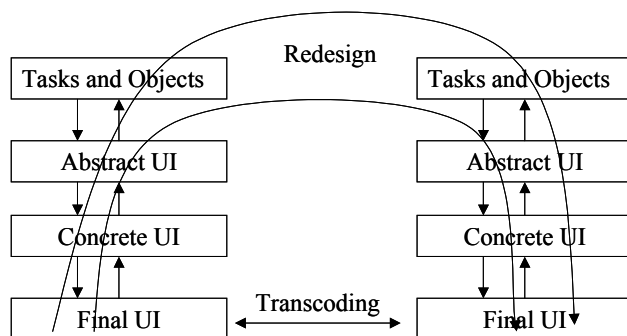 Redesign
Tasks and Objects
Tasks and Objects
Abstract UI
Abstract UI
Concrete UI
Concrete UI
Transcoding
Final UI
Final UI